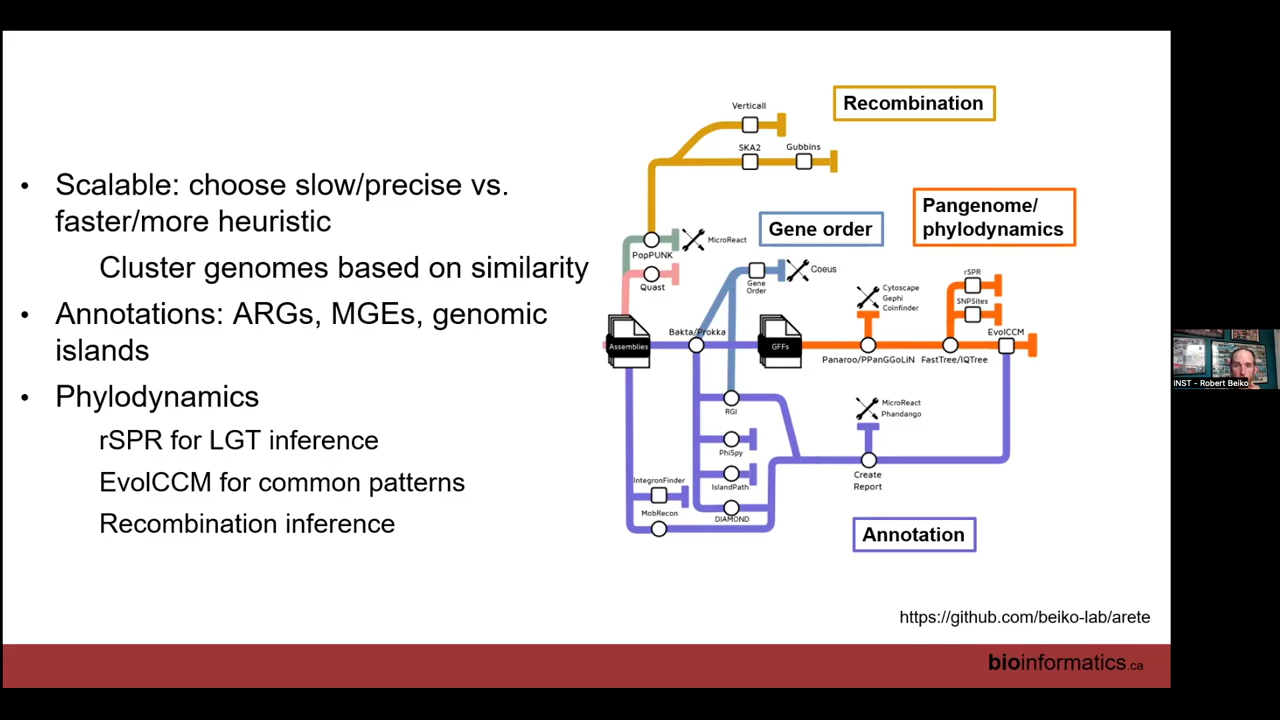 • Scalable: choose slow/precise vs.
faster/more heuristic
Cluster genomes based on similarity
• Annotations: ARGs, MGEs, genomic
islands
• Phylodynamics
rSPR for LGT inference
EvolCCM for common patterns
Recombination inference
Recombination
Verticall
SKA2
Gubbins
Pangenome/
phylodynamics
Gene order
PopPUNK
MicroReact
Quast
Gene
Order
Coeus
Cytoscape
Gephi
Coinfinder
rSPR
SNPSites
EvolCCM
Assemblies
Bakta/Prokka
GFFs
Panaroo/PPanGGoLiN
FastTree/IQTree
RGI
MicroReact
Phandango
PhiSpy
IslandPath
IntegronFinder
MobRecon
DIAMOND
Create
Report
Annotation
https://github.com/beiko-lab/arete
bioinformatics.ca
INST - Robert Beiko